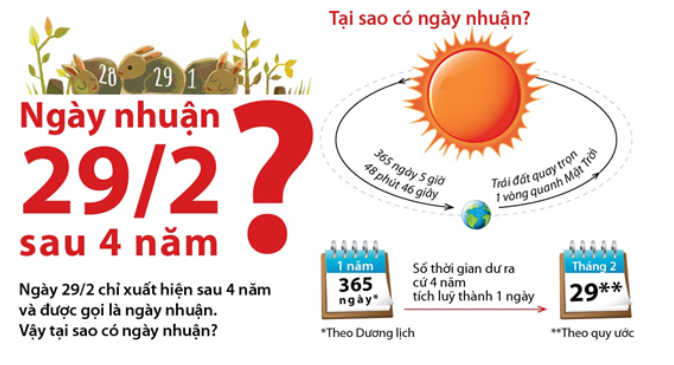 28 29 1
Ngày nhuận
29/2
sau 4 năm
?
Ngày 29/2 chỉ xuất hiện sau 4 năm
và được gọi là ngày nhuận.
Vậy tại sao có ngày nhuận?
Tại sao có ngày nhuận?
365 ngày 5 giờ
48 phút 46 giây
Trái đất quay trọn
1 vòng quanh Mặt Trời
1 năm
365
ngày*
*Theo Dương lịch
Số thời gian dư ra
cứ 4 năm
tích luỹ thành 1 ngày
Tháng 2
29**
**Theo quy ước